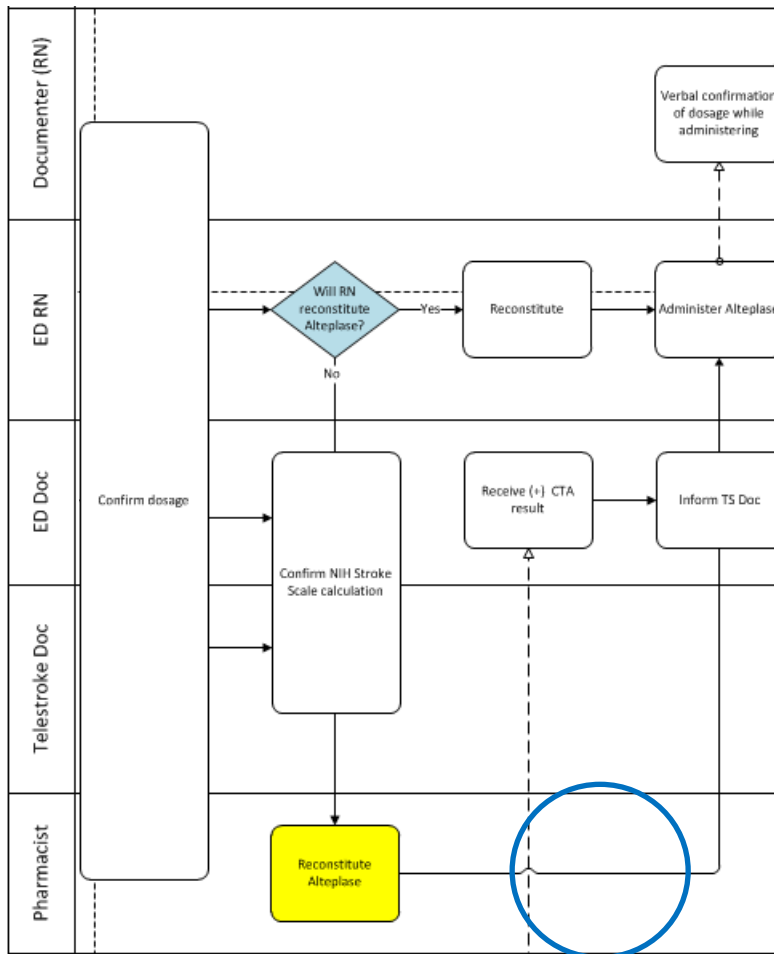 Documenter (RN)
Verbal confirmation
of dosage while
administering
ED RN
Will RN
reconstitute
Alteplase?
Yes
Reconstitute
Administer Alteplase
No
ED Doc
Confirm dosage
Receive (+) CTA
result
Inform TS Doc
Confirm NIH Stroke
Scale calculation
Telestroke Doc
Pharmacist
Reconstitute
Alteplase